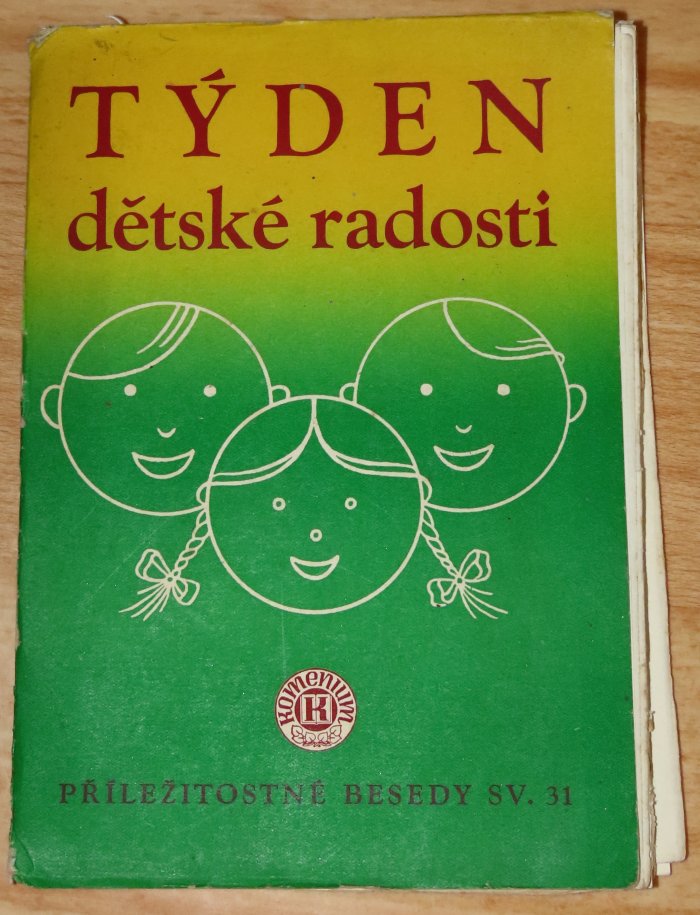 TÝDEN
dětské radosti
Komenium
K
PŘÍLEŽITOSTNÉ BESEDY SV. 31